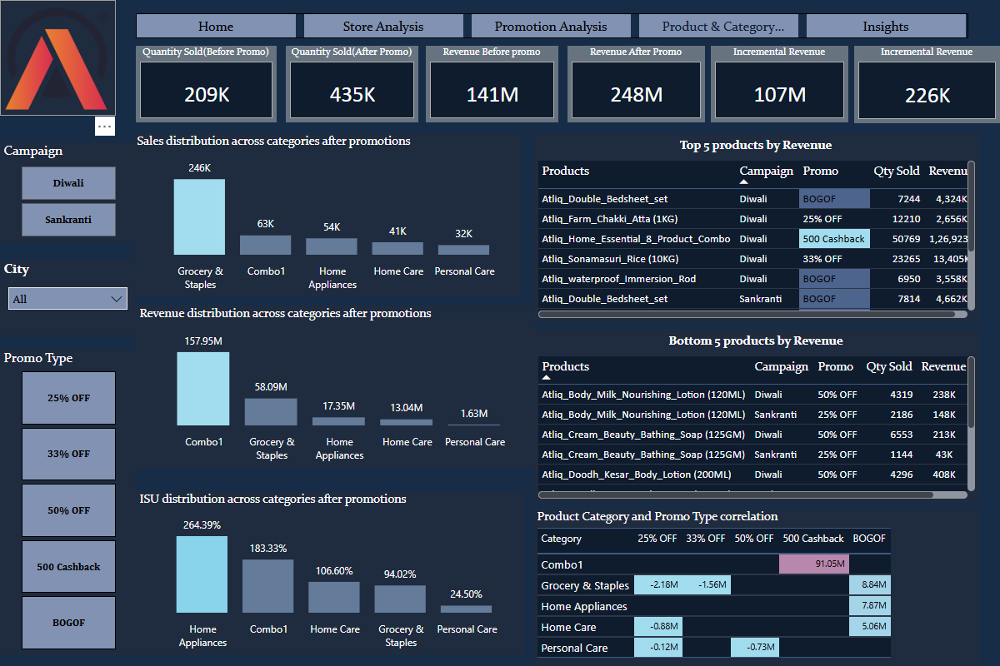 Home Store Analysis Promotion Analysis Product & Category... Insights
Quantity Sold(Before Promo) Quantity Sold(After Promo) Revenue Before promo Revenue After Promo Incremental Revenue Incremental Revenue
209K 435K 141M 248M 107M 226K
Campaign
Diwali
Sankranti
City
All
Promo Type
25% OFF
33% OFF
50% OFF
500 Cashback
BOGOF
Sales distribution across categories after promotions
246K 63K 54K 41K 32K
Grocery & Staples Combo1 Home Appliances Home Care Personal Care
Revenue distribution across categories after promotions
157.95M 58.09M 17.35M 13.04M 1.63M
Combo1 Grocery & Staples Home Appliances Home Care Personal Care
ISU distribution across categories after promotions
264.39% 183.33% 106.60% 94.02% 24.50%
Home Appliances Combo1 Home Care Grocery & Staples Personal Care
Top 5 products by Revenue
Products Campaign Promo Qty Sold Revenu
Atliq_Double_Bedsheet_set Diwali BOGOF 7244 4,324K
Atliq_Farm_Chakki_Atta (1KG) Diwali 25% OFF 12210 2,656K
Atliq_Home_Essential_8_Product_Combo Diwali 500 Cashback 50769 1,26,923
Atliq_Sonamasuri_Rice (10KG) Diwali 33% OFF 23265 13,405K
Atliq_waterproof_Immersion_Rod Diwali BOGOF 6950 3,558K
Atliq_Double_Bedsheet_set Sankranti BOGOF 7814 4,662K
Bottom 5 products by Revenue
Products Campaign Promo Qty Sold Revenue
Atliq_Body_Milk_Nourishing_Lotion (120ML) Diwali 50% OFF 4319 238K
Atliq_Body_Milk_Nourishing_Lotion (120ML) Sankranti 25% OFF 2186 148K
Atliq_Cream_Beauty_Bathing_Soap (125GM) Diwali 50% OFF 6553 213K
Atliq_Cream_Beauty_Bathing_Soap (125GM) Sankranti 25% OFF 1144 43K
Atliq_Doodh_Kesar_Body_Lotion (200ML) Diwali 50% OFF 4296 408K
Product Category and Promo Type correlation
Category 25% OFF 33% OFF 50% OFF 500 Cashback BOGOF
Combo1 91.05M
Grocery & Staples -2.18M -1.56M 8.84M
Home Appliances 7.87M
Home Care -0.88M 5.06M
Personal Care -0.12M -0.73M